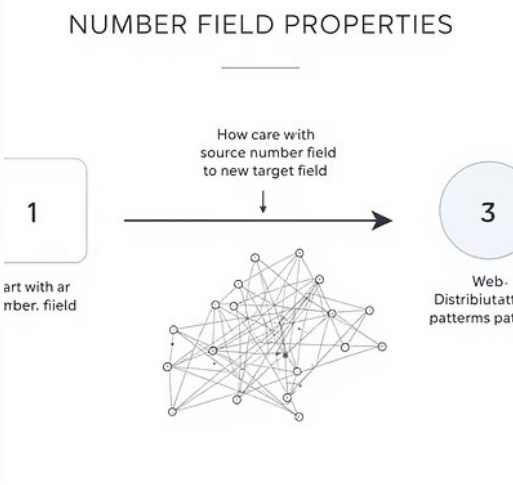 NUMBER FIELD PROPERTIES
How care with
source number field
to new target field
1
3
art with ar
mber. fiield
Web-
Distribiutatt
patterms pat